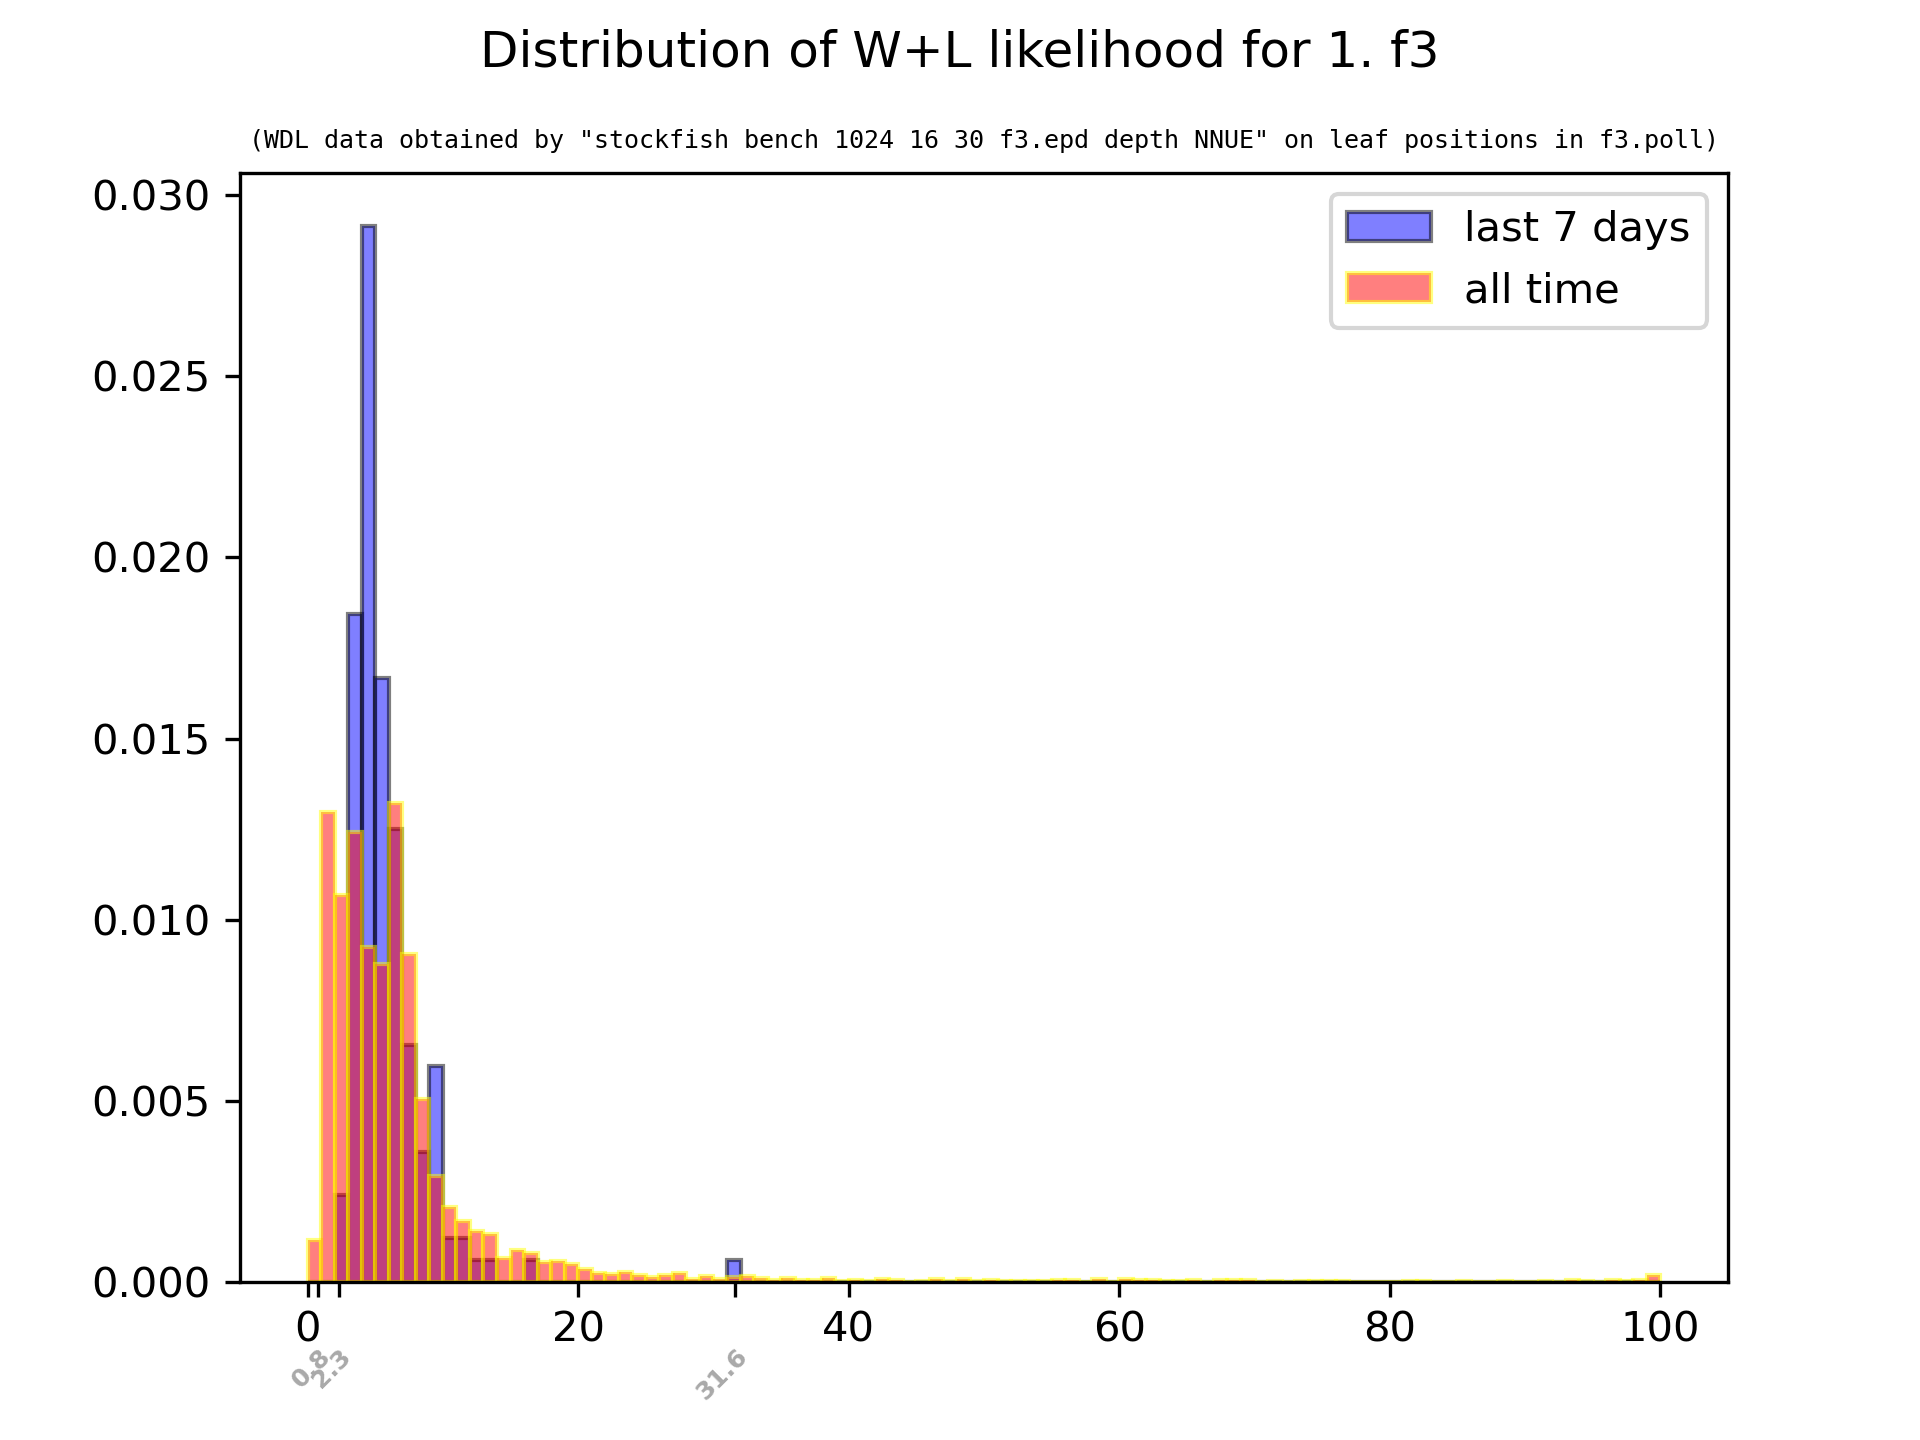 Distribution of W+L likelihood for 1. f3
(WDL data obtained by "stockfish bench 1024 16 30 f3.epd depth NNUE" on leaf positions in f3.poll)
last 7 days
all time
0.030
0.025
0.020
0.015
0.010
0.005
0.000
0 20 40 60 80 100
0.8 2.3 31.6